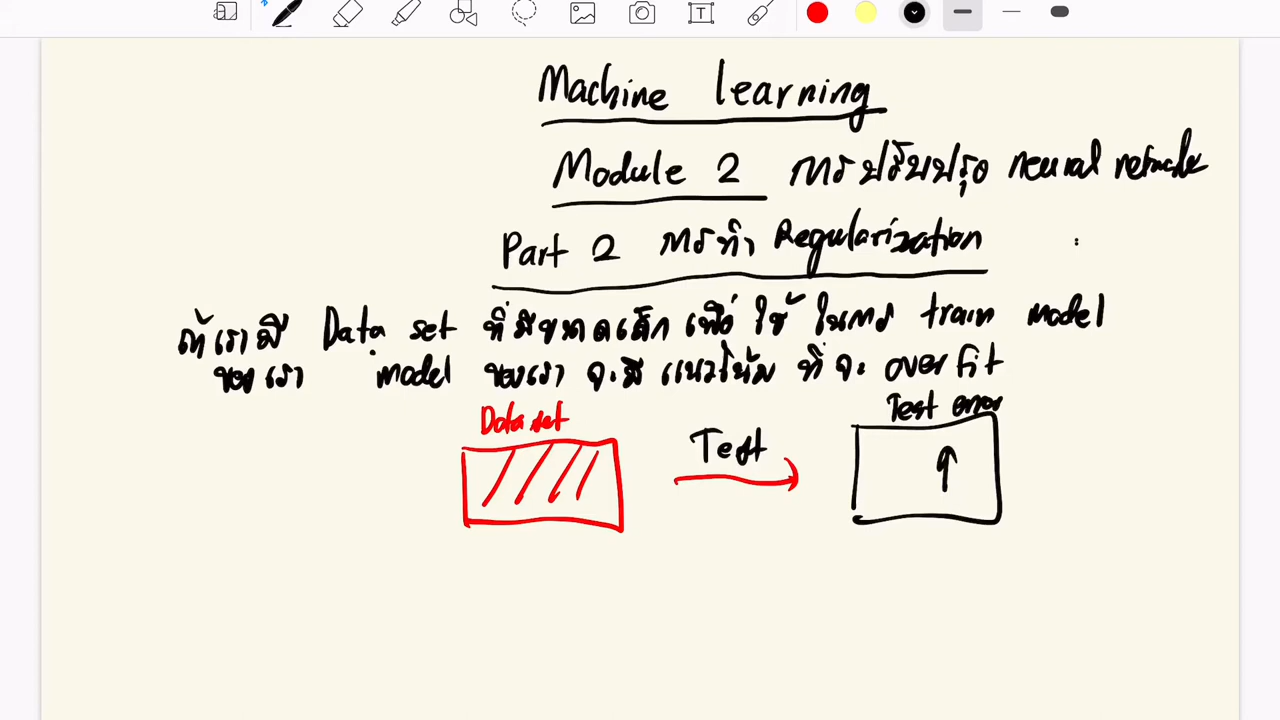 Machine learning
Module 2 การปรับปรุง neural network
Part 2 การทำ Regularization
ถ้าเรามี Data set ที่มีขนาดเล็ก เพื่อ ใช้ ในการ train model
ของเรา model ของเรา จะมี แนวโน้ม ที่ จะ over fit
Data set
Test
Test error